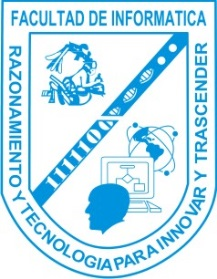 FACULTAD DE INFORMATICA
RAZONAMIENTO Y TECNOLOGIA PARA INNOVAR Y TRASCENDER